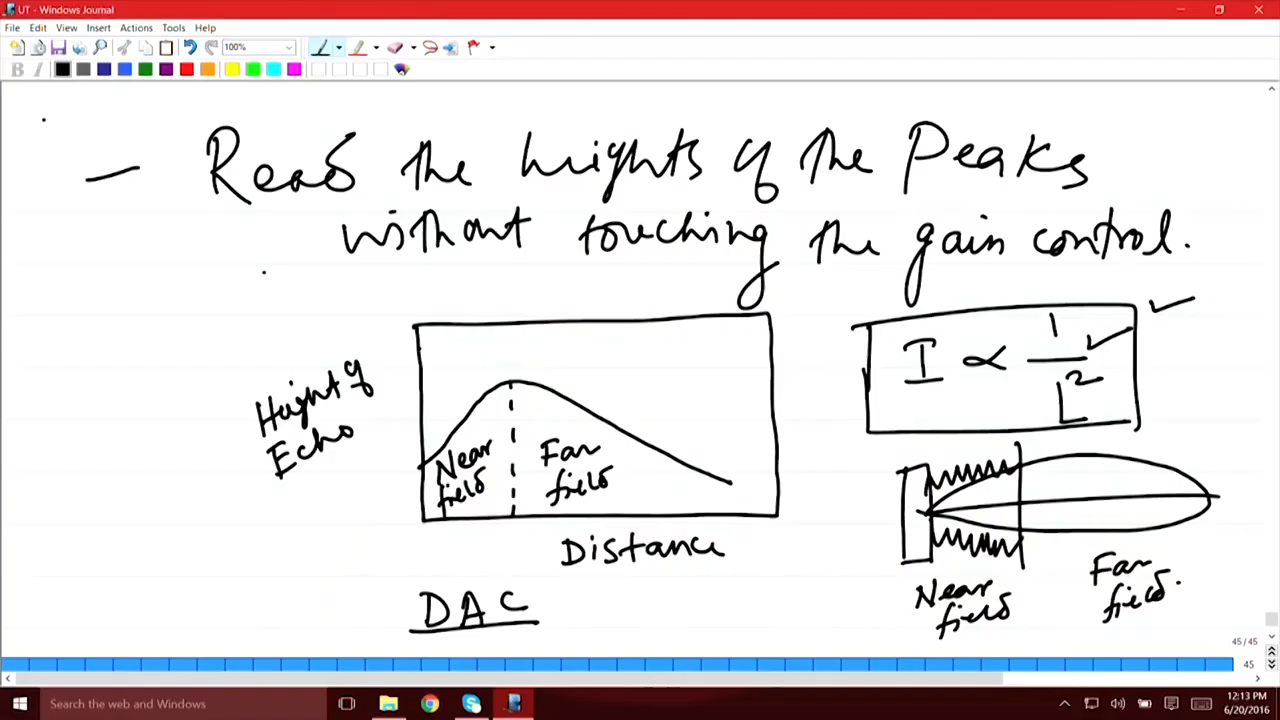 UT - Windows Journal
File Edit View Insert Actions Tools Help
100%
B I
— Read the heights of the Peaks
without touching the gain control.
Height of
Echo
Near
field
Far
field
Distance
DAC
I ∝ 1
L²
Near
field
Far
field.
45/45
45
Search the web and Windows
12:13 PM
6/20/2016